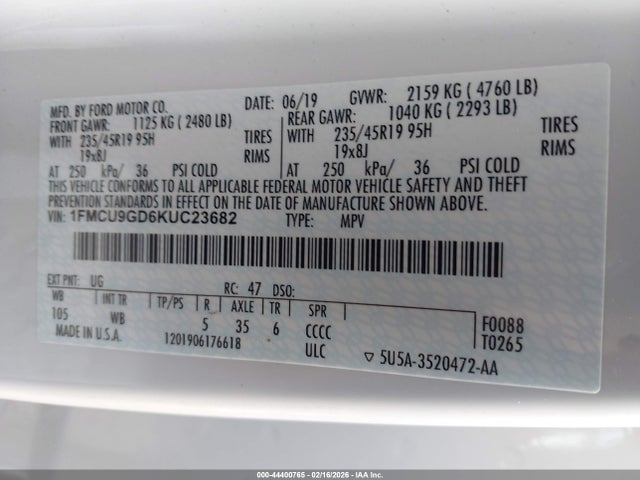 MFD. BY FORD MOTOR CO. DATE: 06/19 GVWR: 2159 KG ( 4760 LB)
FRONT GAWR: 1125 KG ( 2480 LB) REAR GAWR: 1040 KG ( 2293 LB)
WITH 235/45R19 95H TIRES WITH 235/45R19 95H TIRES
19x8J RIMS 19x8J RIMS
AT 250 kPa/ 36 PSI COLD AT 250 kPa/ 36 PSI COLD
THIS VEHICLE CONFORMS TO ALL APPLICABLE FEDERAL MOTOR VEHICLE SAFETY AND THEFT
PREVENTION STANDARDS IN EFFECT ON THE DATE OF MANUFACTURE SHOWN ABOVE.
VIN: 1FMCU9GD6KUC23682 TYPE: MPV
EXT PNT: UG RC: 47 DSO:
WB INT TR TP/PS R AXLE TR SPR
105 WB 5 35 6 CCCC F0088
MADE IN U.S.A. 1201906176618 ULC T0265
▽ 5U5A-3520472-AA
000-44400765 - 02/16/2026 - IAA Inc.